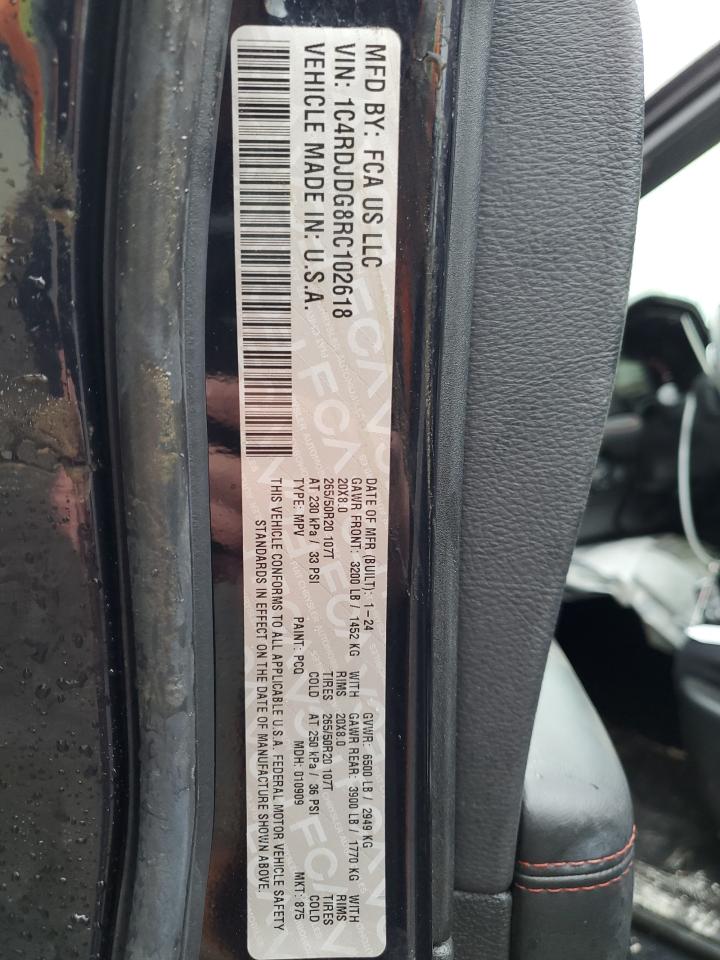 MFD BY: FCA US LLC
VIN: 1C4RDJDG8RC102618
VEHICLE MADE IN: U.S.A.
DATE OF MFR (BUILT): 1-24 GVWR: 6500 LB / 2949 KG
GAWR FRONT: 3200 LB / 1452 KG WITH GAWR REAR: 3900 LB / 1770 KG WITH
20X8.0 RIMS 20X8.0 RIMS
265/50R20 107T TIRES 265/50R20 107T TIRES
AT 230 kPa / 33 PSI COLD AT 250 kPa / 36 PSI COLD
TYPE: MPV PAINT: PCQ MDH: 010909 MKT: 875
THIS VEHICLE CONFORMS TO ALL APPLICABLE U.S.A. FEDERAL MOTOR VEHICLE SAFETY
STANDARDS IN EFFECT ON THE DATE OF MANUFACTURE SHOWN ABOVE.